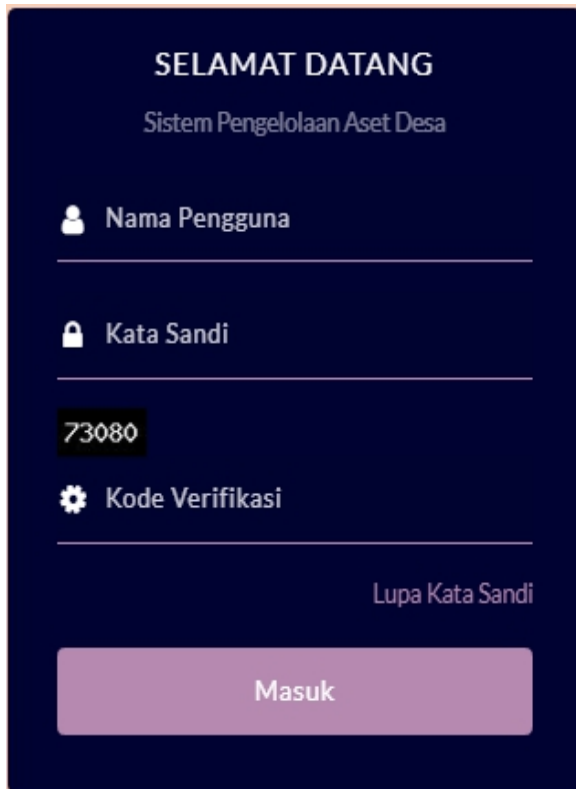 SELAMAT DATANG
Sistem Pengelolaan Aset Desa
Nama Pengguna
Kata Sandi
73080
Kode Verifikasi
Lupa Kata Sandi
Masuk